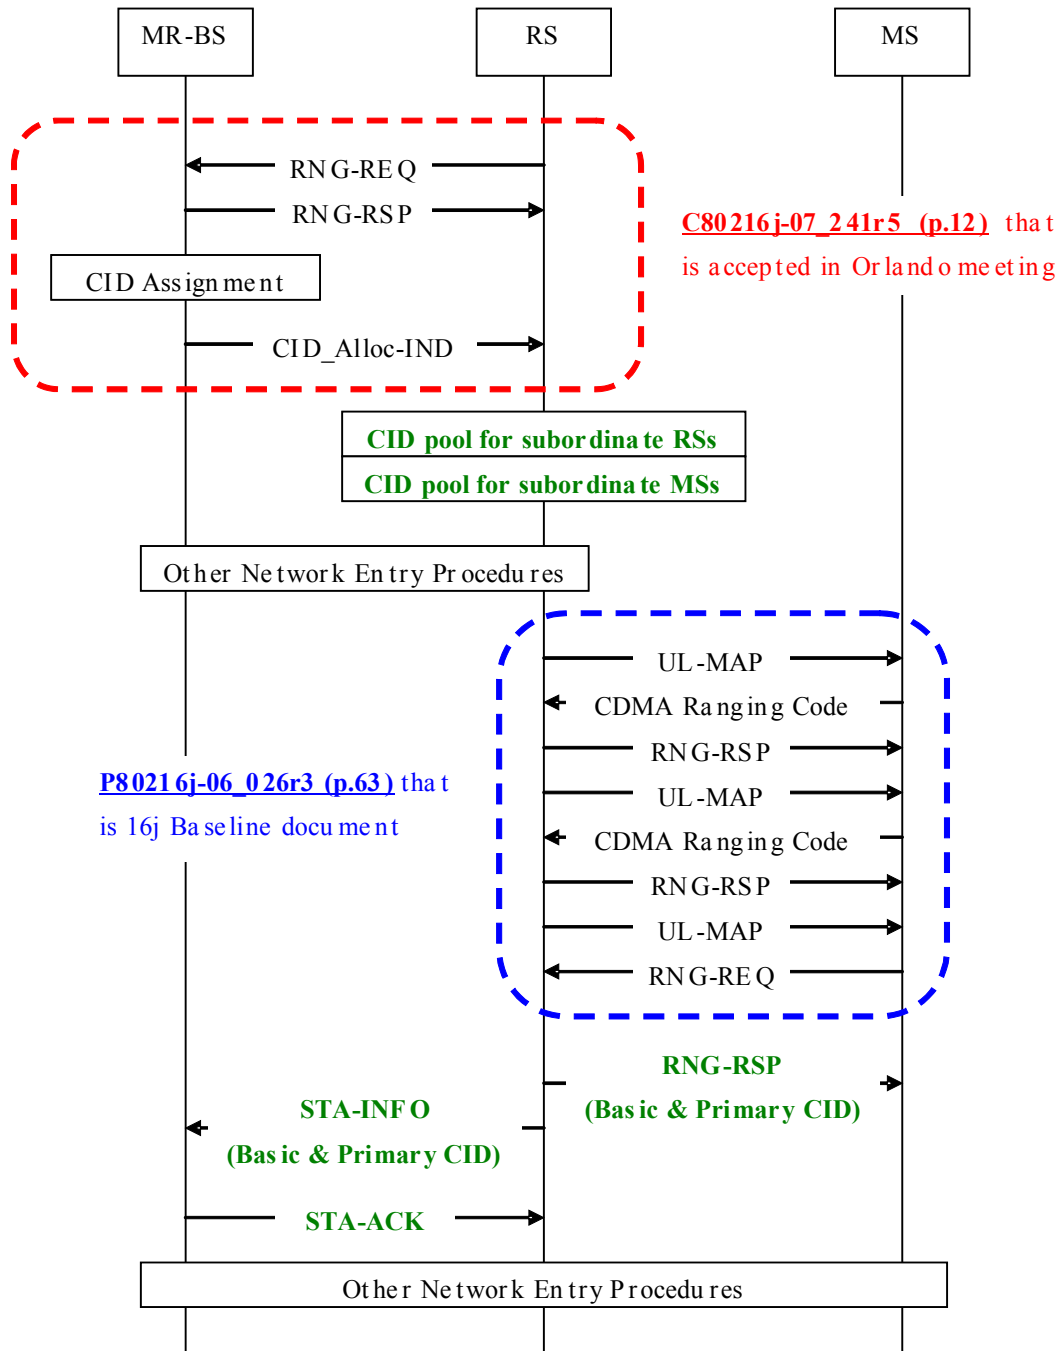 MR-BS
RS
MS
RNG-REQ
RNG-RSP
C80216j-07_241r5 (p.12) that
is accepted in Orlando meeting
CID Assignment
CID_Alloc-IND
CID pool for subordinate RSs
CID pool for subordinate MSs
Other Network Entry Procedures
UL-MAP
CDMA Ranging Code
RNG-RSP
P80216j-06_026r3 (p.63) that
is 16j Baseline document
UL-MAP
CDMA Ranging Code
RNG-RSP
UL-MAP
RNG-REQ
RNG-RSP
(Basic & Primary CID)
STA-INFO
(Basic & Primary CID)
STA-ACK
Other Network Entry Procedures